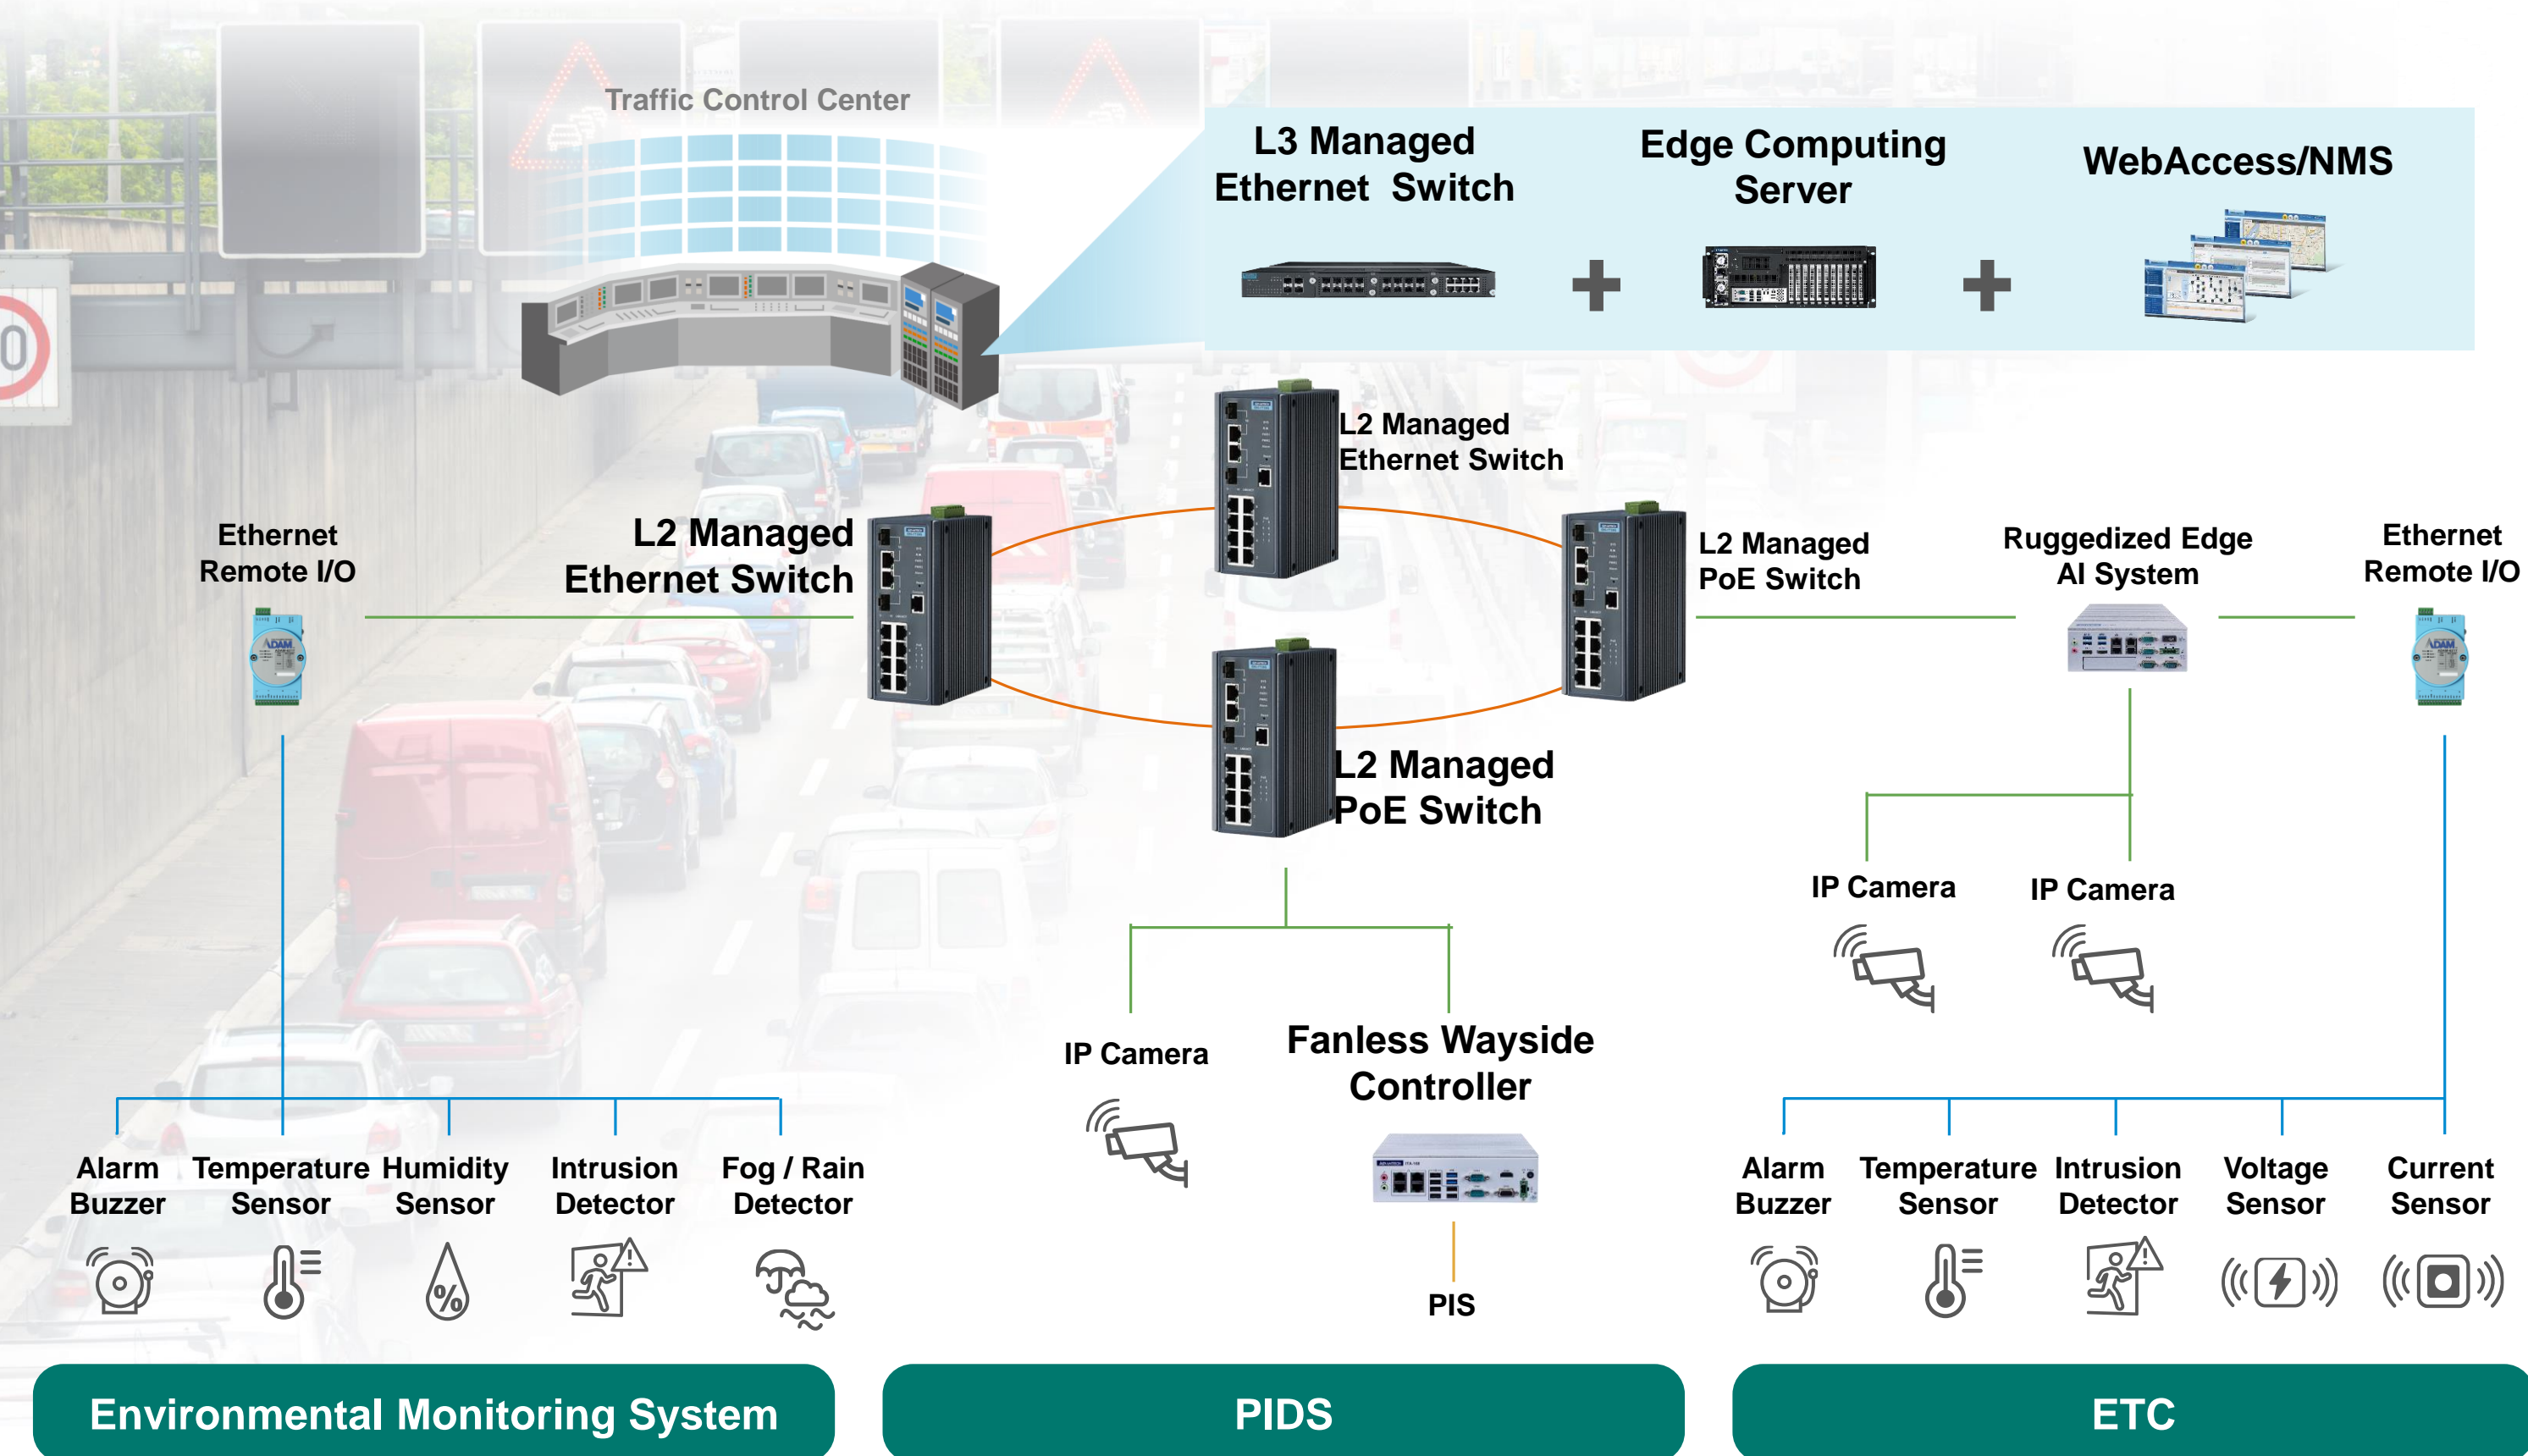 Traffic Control Center
L3 Managed
Ethernet Switch
Edge Computing
Server
WebAccess/NMS
L2 Managed
Ethernet Switch
Ethernet
Remote I/O
L2 Managed
Ethernet Switch
L2 Managed
PoE Switch
Ruggedized Edge
AI System
Ethernet
Remote I/O
ADAM
ADAM
L2 Managed
PoE Switch
IP Camera
IP Camera
IP Camera
Fanless Wayside
Controller
Alarm
Buzzer
Temperature
Sensor
Humidity
Sensor
%
Intrusion
Detector
Fog / Rain
Detector
PIS
Alarm
Buzzer
Temperature
Sensor
Intrusion
Detector
Voltage
Sensor
Current
Sensor
Environmental Monitoring System
PIDS
ETC